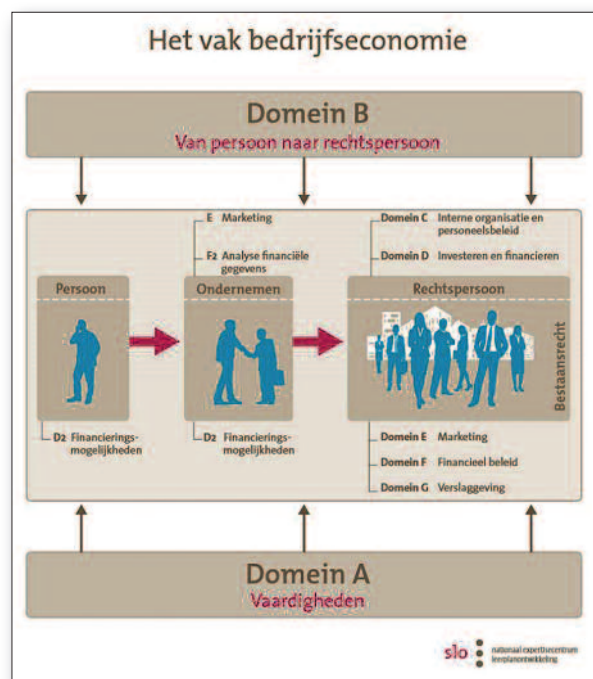 Het vak bedrijfseconomie
Domein B
Van persoon naar rechtspersoon
E Marketing
F2 Analyse financiële
gegevens
Domein C Interne organisatie en
personeelsbeleid
Domein D Investeren en financieren
Persoon
Ondernemen
Rechtspersoon
Bestaansrecht
D2 Financierings-
mogelijkheden
D2 Financierings-
mogelijkheden
Domein E Marketing
Domein F Financieel beleid
Domein G Verslaggeving
Domein A
Vaardigheden
slo
nationaal expertisecentrum
leerplanontwikkeling